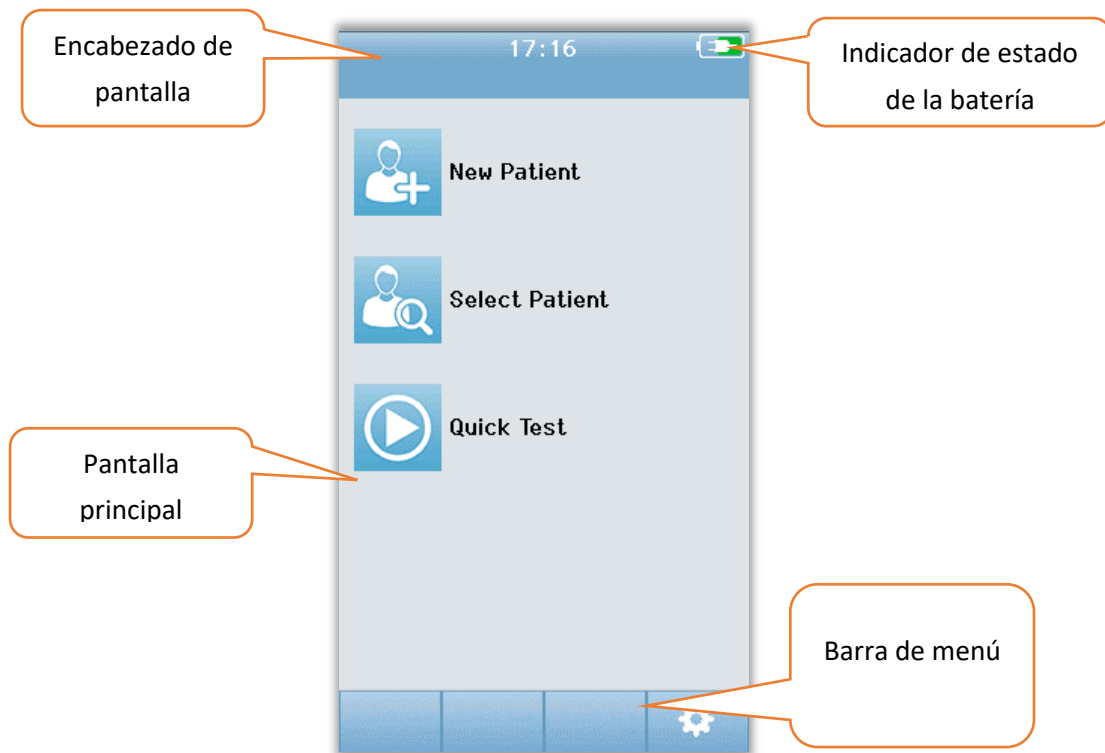 Encabezado de
pantalla
17:16
Indicador de estado
de la batería
New Patient
Select Patient
Quick Test
Pantalla
principal
Barra de menú